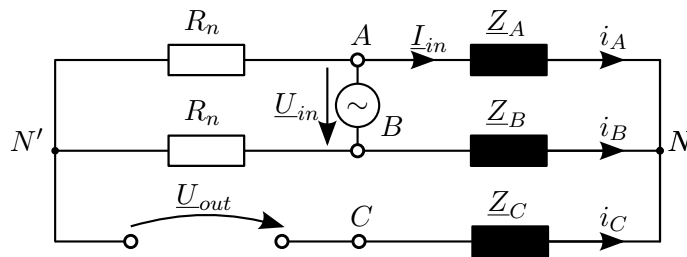 R_n A I_in Z_A i_A
U_in
N′ R_n B Z_B i_B N
U_out C Z_C i_C